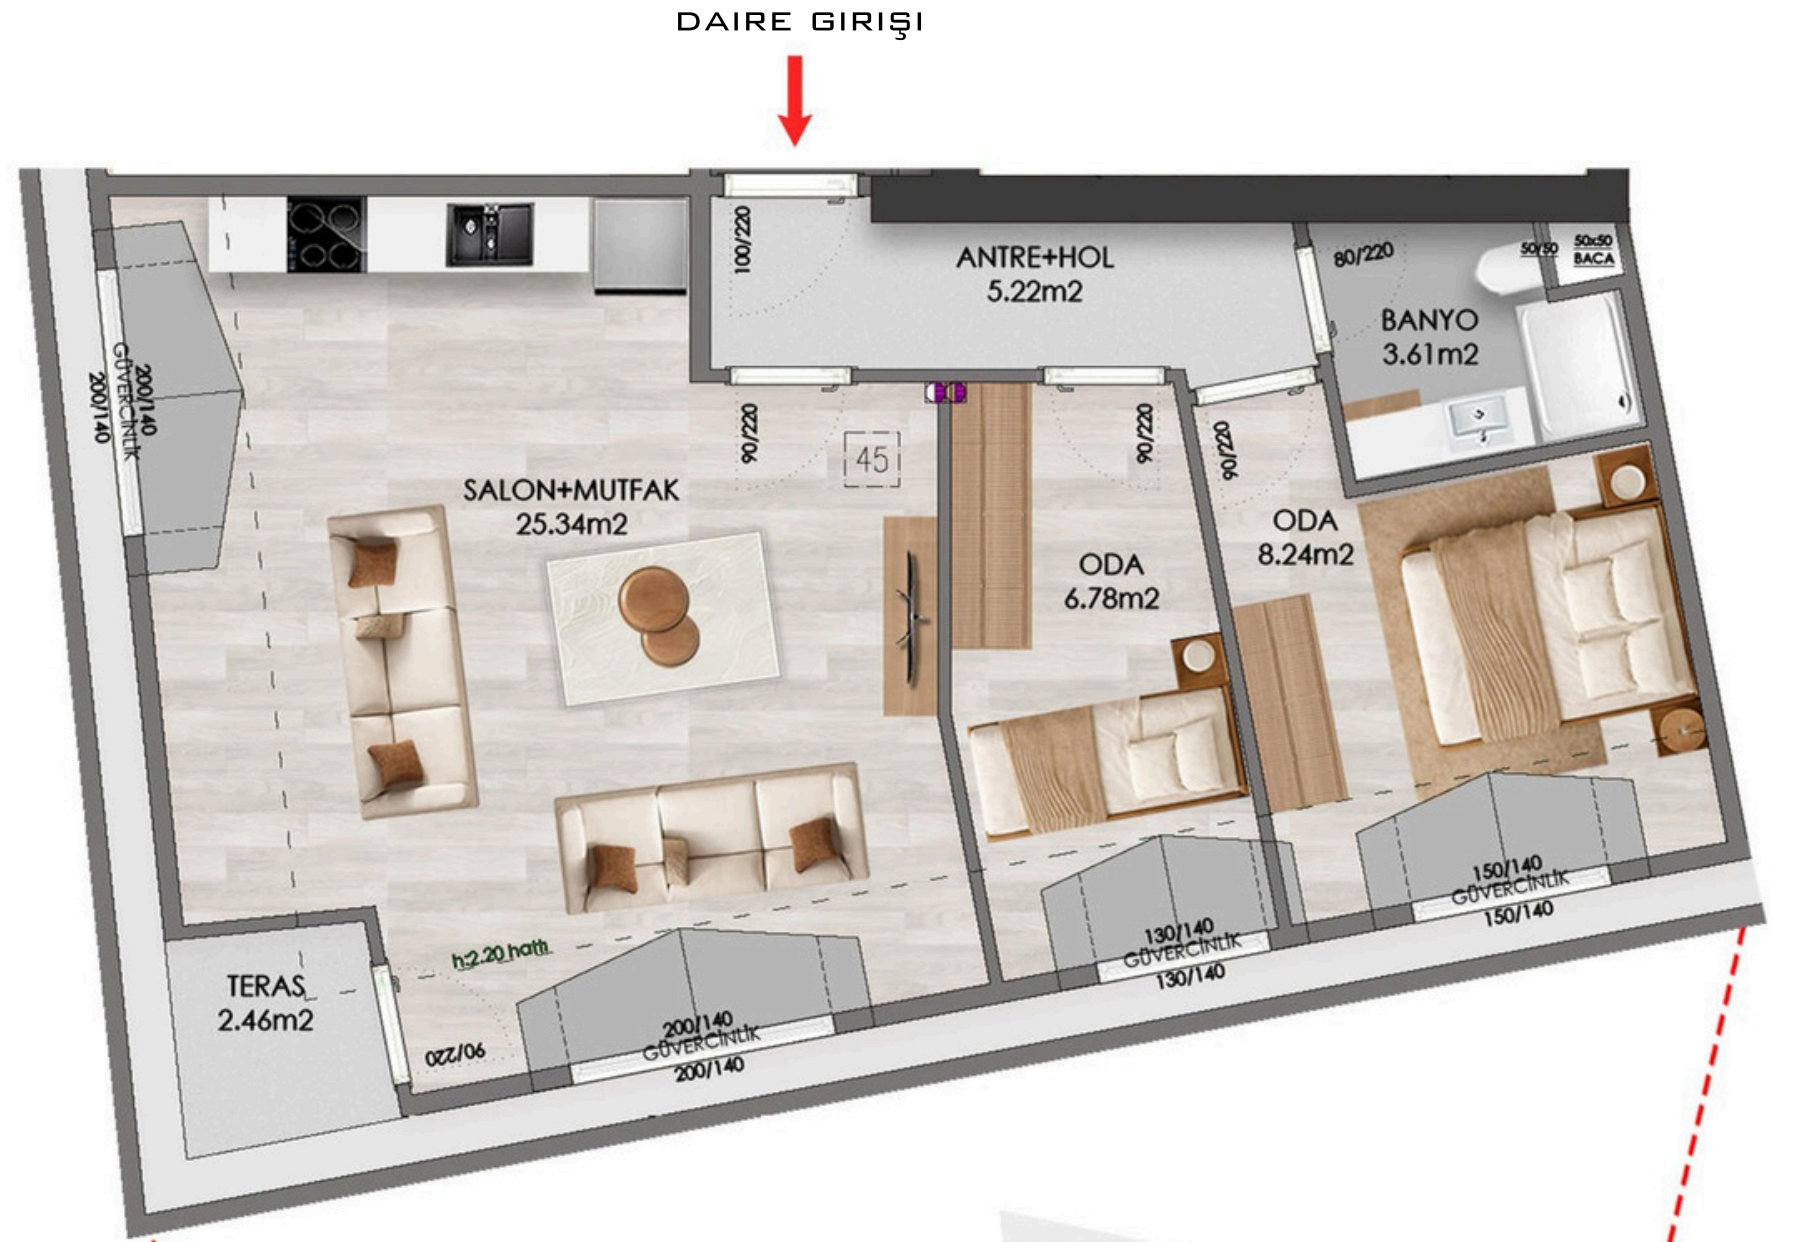 DAIRE GIRIŞI
100/220
ANTRE+HOL
5.22m2
80/220
50/50
50x50
BACA
BANYO
3.61m2
200/140
GÜVERCİNLİK
200/140
90/220
45
90/220
90/220
SALON+MUTFAK
25.34m2
ODA
6.78m2
ODA
8.24m2
h:2.20 hattı
TERAS
2.46m2
90/220
200/140
GÜVERCİNLİK
200/140
130/140
GÜVERCİNLİK
130/140
150/140
GÜVERCİNLİK
150/140